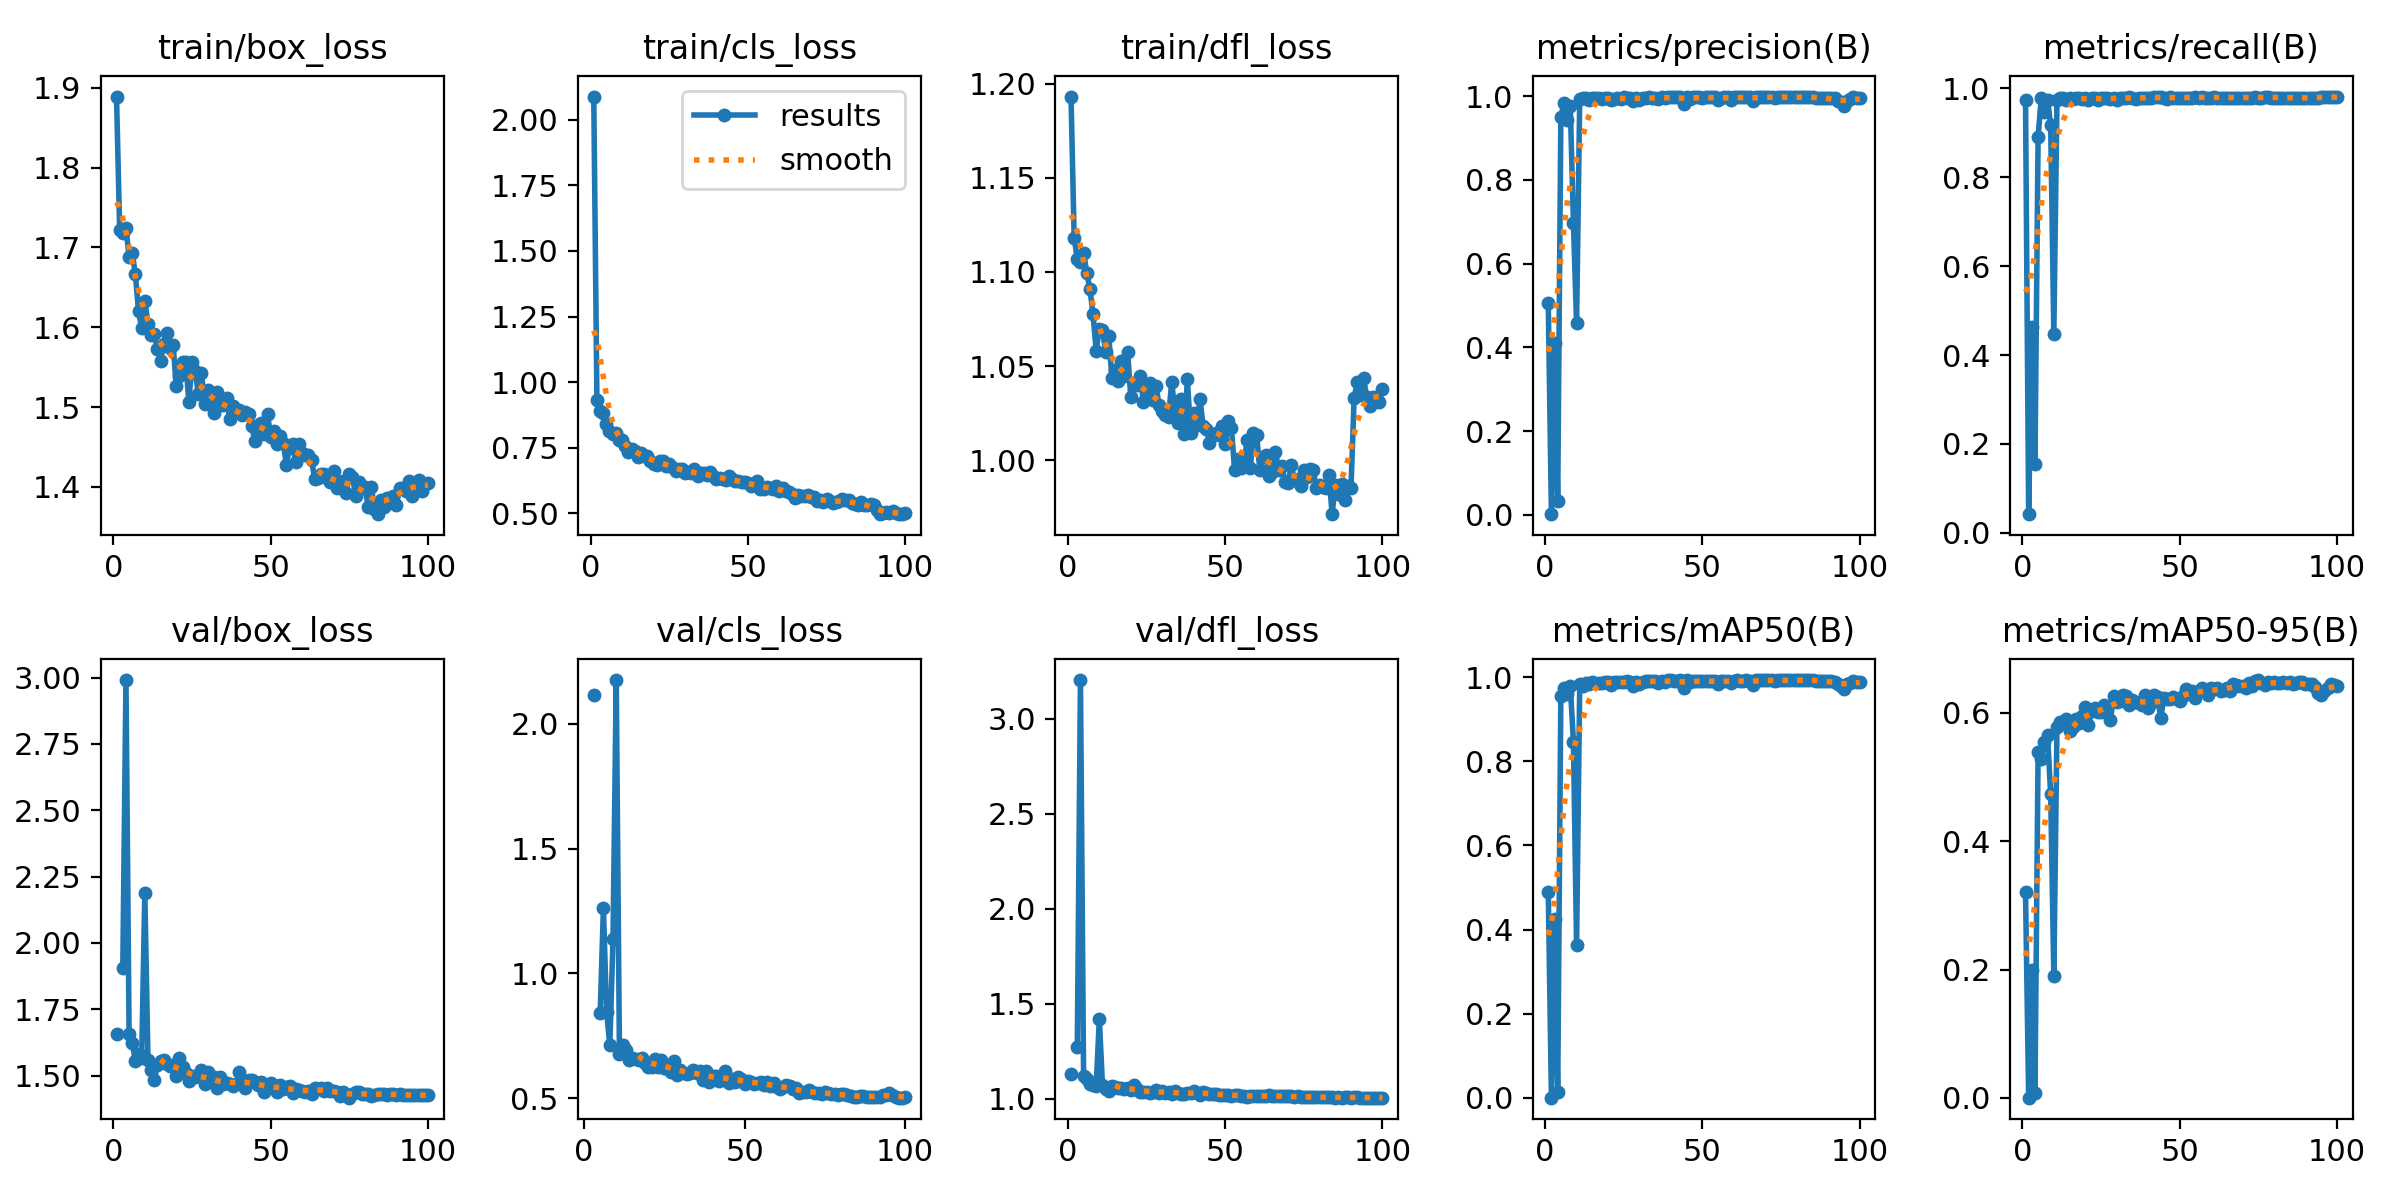 train/box_loss
train/cls_loss
train/dfl_loss
metrics/precision(B)
metrics/recall(B)
1.9
1.8
1.7
1.6
1.5
1.4
0 50 100
results
smooth
2.00
1.75
1.50
1.25
1.00
0.75
0.50
0 50 100
1.20
1.15
1.10
1.05
1.00
0 50 100
1.0
0.8
0.6
0.4
0.2
0.0
0 50 100
1.0
0.8
0.6
0.4
0.2
0.0
0 50 100
val/box_loss
val/cls_loss
val/dfl_loss
metrics/mAP50(B)
metrics/mAP50-95(B)
3.00
2.75
2.50
2.25
2.00
1.75
1.50
0 50 100
2.0
1.5
1.0
0.5
0 50 100
3.0
2.5
2.0
1.5
1.0
0 50 100
1.0
0.8
0.6
0.4
0.2
0.0
0 50 100
0.6
0.4
0.2
0.0
0 50 100